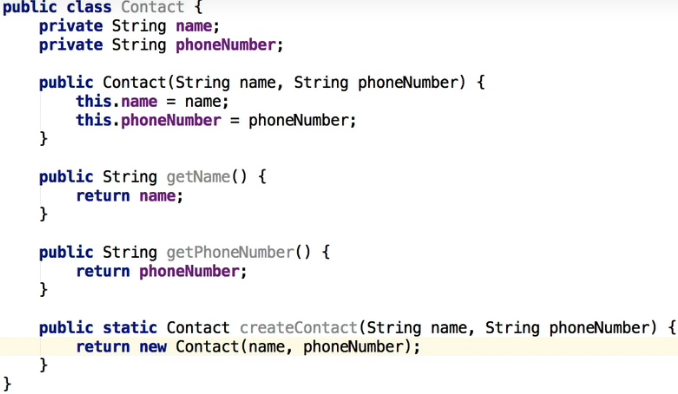 public class Contact {
    private String name;
    private String phoneNumber;

    public Contact(String name, String phoneNumber) {
        this.name = name;
        this.phoneNumber = phoneNumber;
    }

    public String getName() {
        return name;
    }

    public String getPhoneNumber() {
        return phoneNumber;
    }

    public static Contact createContact(String name, String phoneNumber) {
        return new Contact(name, phoneNumber);
    }
}